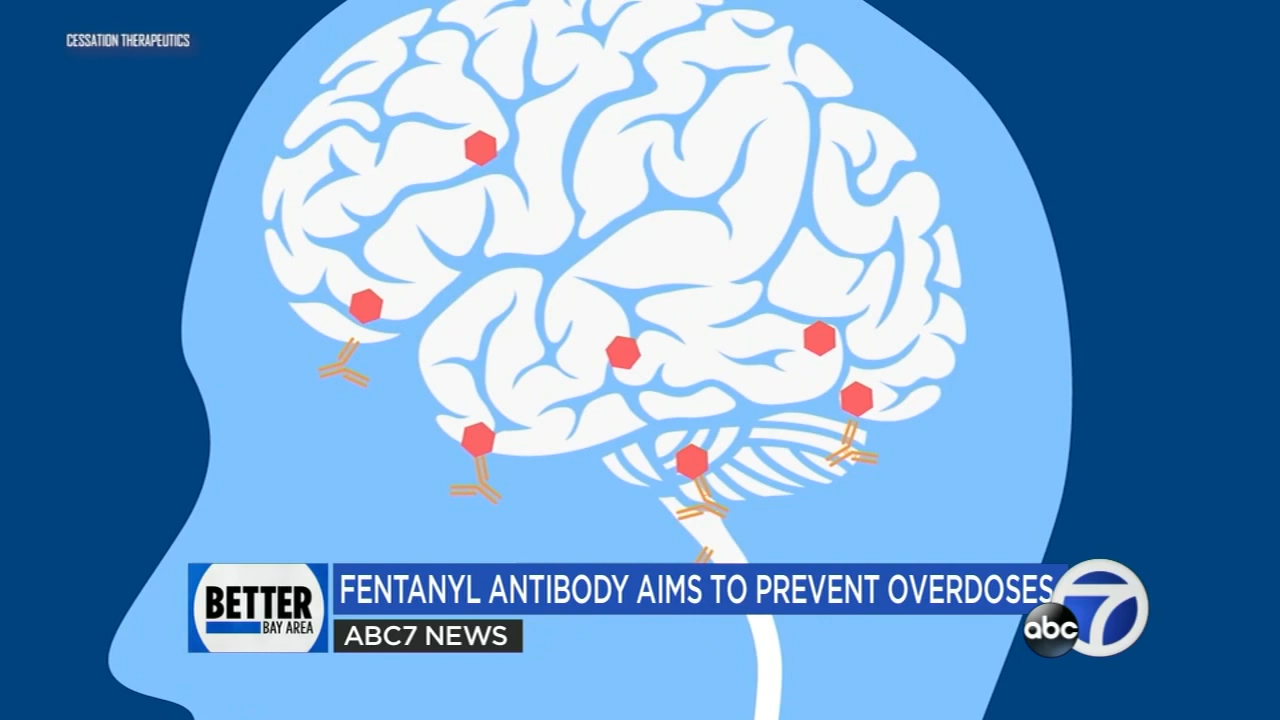 CESSATION THERAPEUTICS
BETTER
BAY AREA
FENTANYL ANTIBODY AIMS TO PREVENT OVERDOSES
ABC7 NEWS
abc
7